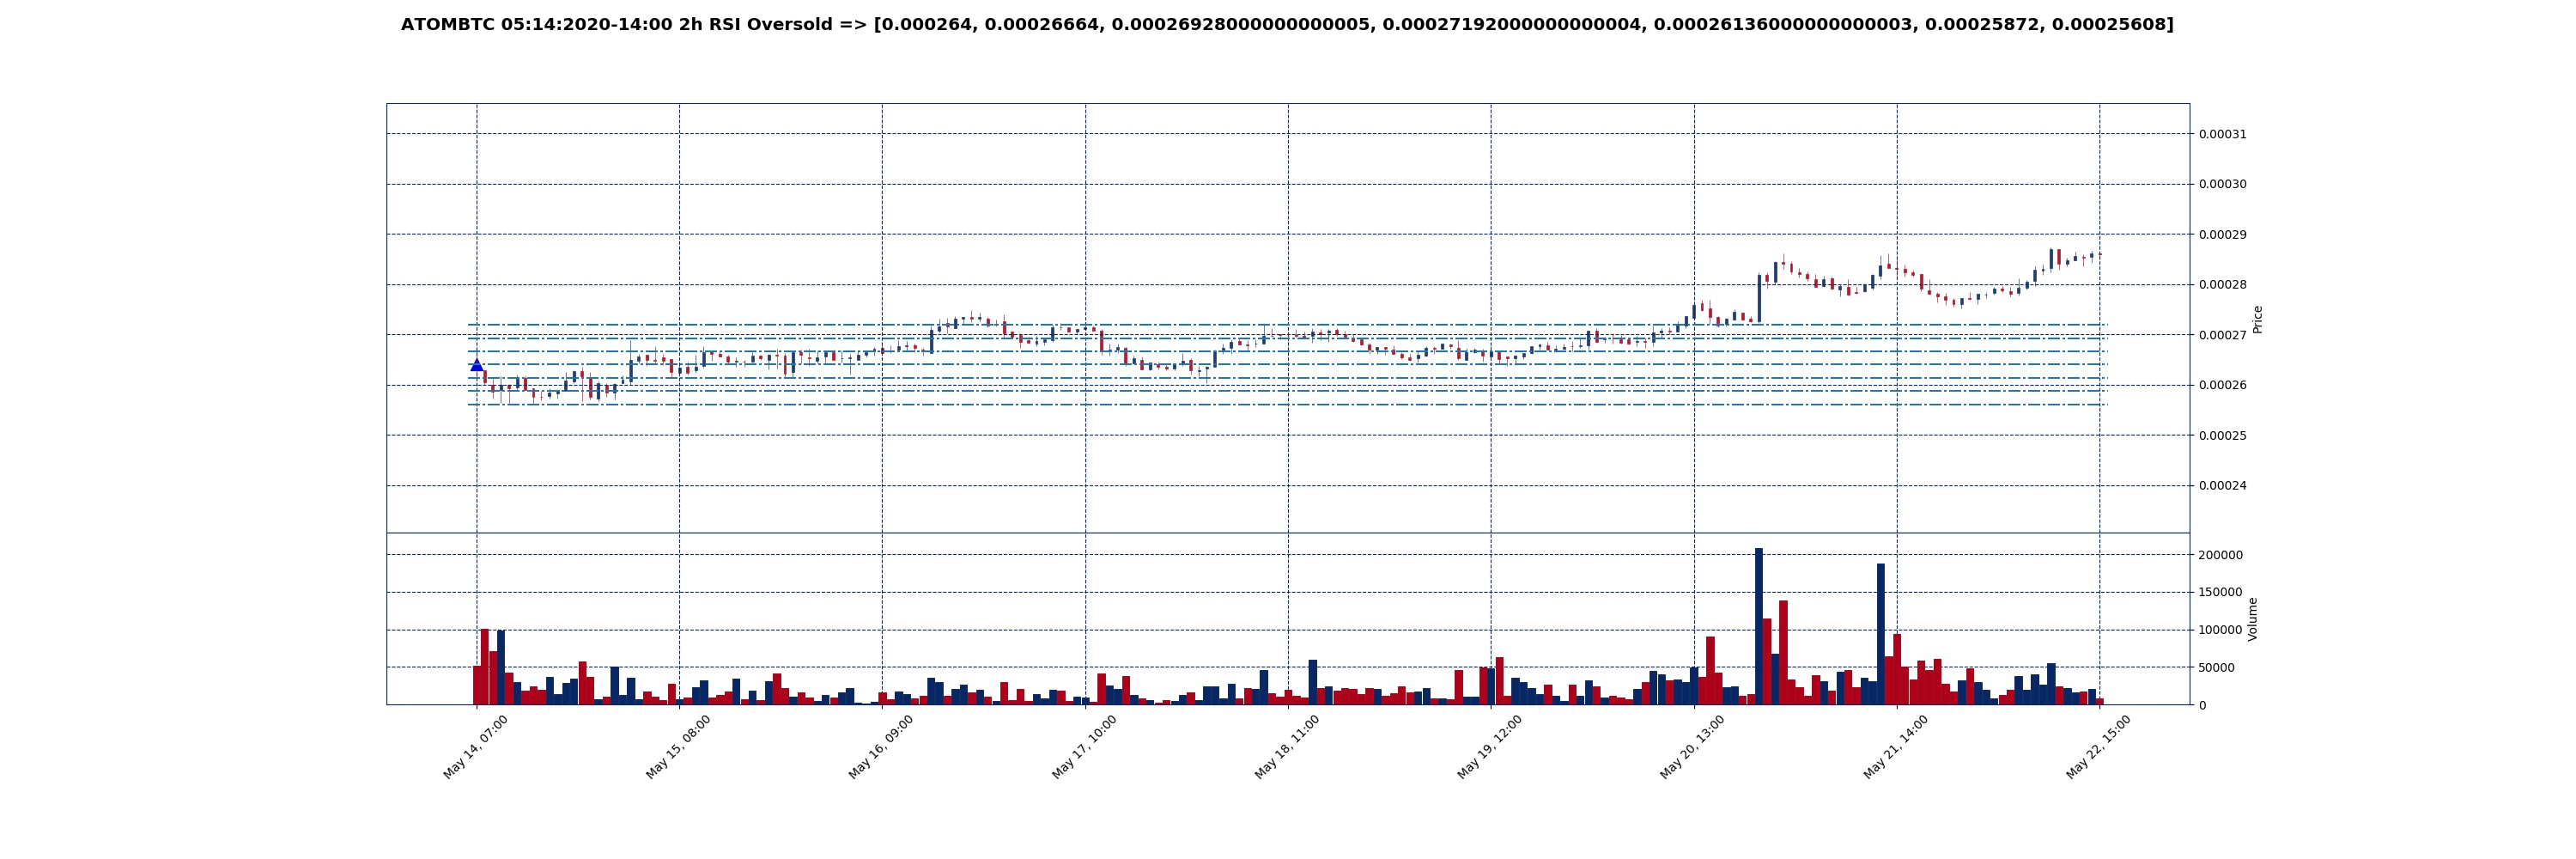 ATOMBTC 05:14:2020-14:00 2h RSI Oversold => [0.000264, 0.00026664, 0.00026928000000000005, 0.00027192000000000004, 0.00026136000000000003, 0.00025872, 0.00025608]
0.00031
0.00030
0.00029
0.00028
0.00027
0.00026
0.00025
0.00024
Price
200000
150000
100000
50000
0
Volume
May 14, 07:00
May 15, 08:00
May 16, 09:00
May 17, 10:00
May 18, 11:00
May 19, 12:00
May 20, 13:00
May 21, 14:00
May 22, 15:00